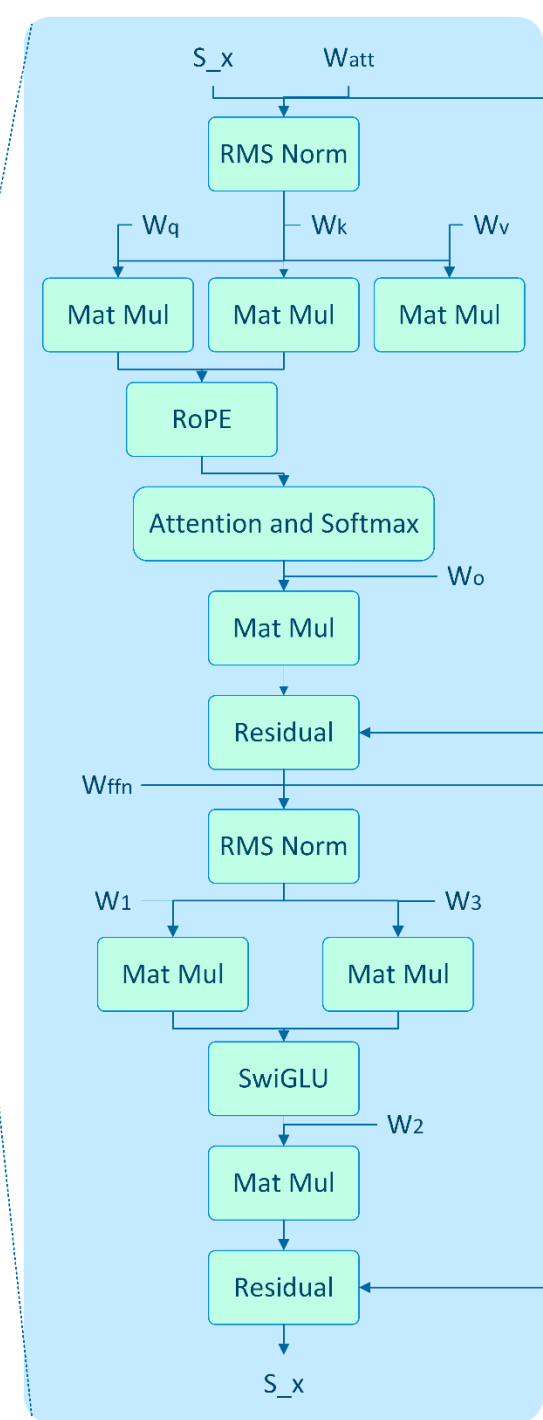 S_x Watt
RMS Norm
Wq Wk Wv
Mat Mul Mat Mul Mat Mul
RoPE
Attention and Softmax
Wo
Mat Mul
Residual
Wffn
RMS Norm
W1 W3
Mat Mul Mat Mul
SwiGLU
W2
Mat Mul
Residual
S_x